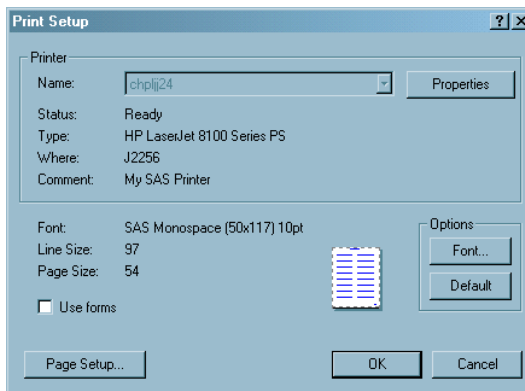 Print Setup
Printer
Name: chpljj24 Properties
Status: Ready
Type: HP LaserJet 8100 Series PS
Where: J2256
Comment: My SAS Printer
Font: SAS Monospace (50x117) 10pt
Options
Line Size: 97
Font...
Page Size: 54
Default
Use forms
Page Setup... OK Cancel